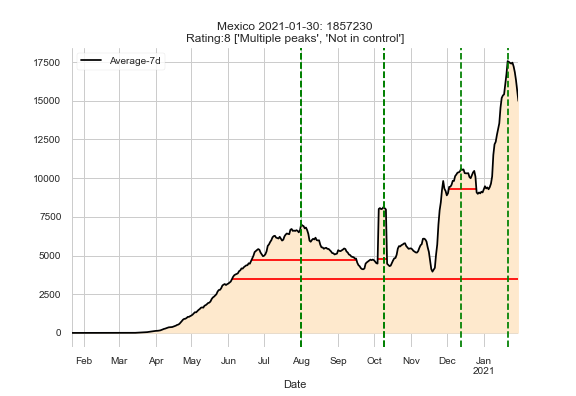 Mexico 2021-01-30: 1857230
Rating:8 ['Multiple peaks', 'Not in control']
Average-7d
17500
15000
12500
10000
7500
5000
2500
0
Feb Mar Apr May Jun Jul Aug Sep Oct Nov Dec Jan
2021
Date